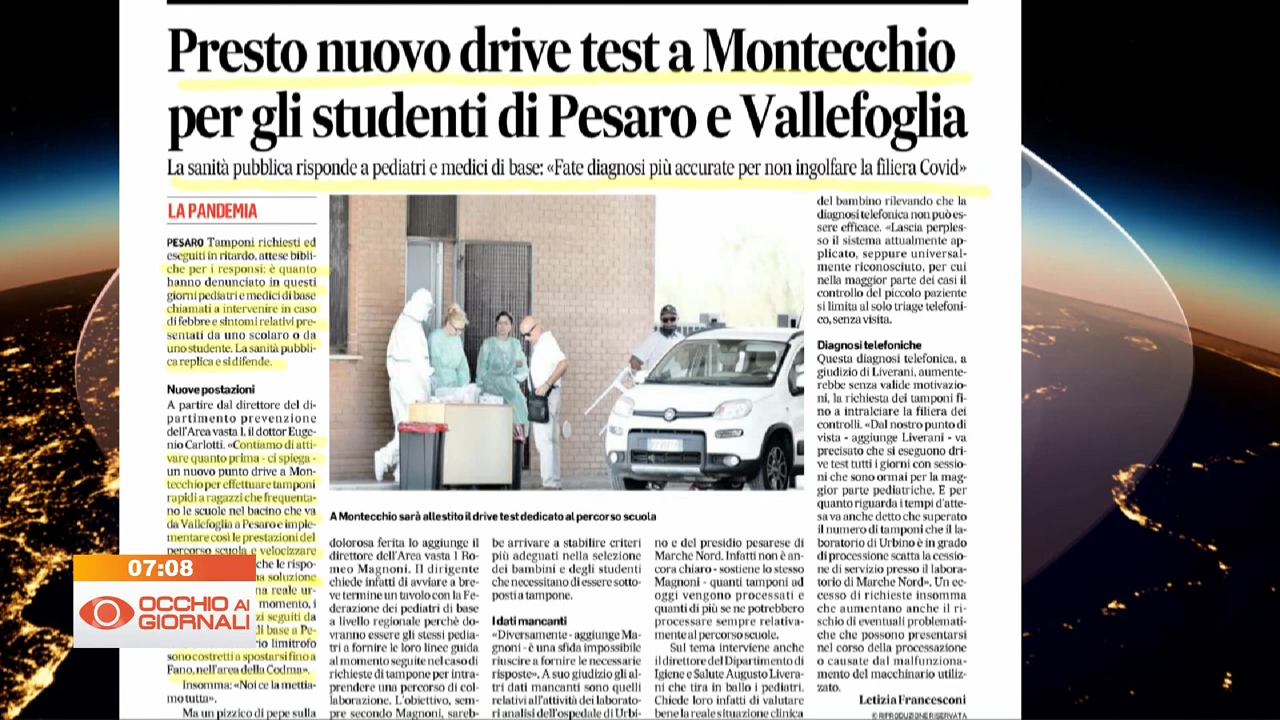 Presto nuovo drive test a Montecchio
per gli studenti di Pesaro e Vallefoglia
La sanità pubblica risponde a pediatri e medici di base: «Fate diagnosi più accurate per non ingolfare la filiera Covid»
LA PANDEMIA
PESARO Tamponi richiesti ed
eseguiti in ritardo, attese bibli-
che per i responsi: è quanto
hanno denunciato in questi
giorni pediatri e medici di base
chiamati a intervenire in caso
di febbre e sintomi relativi pre-
sentati da uno scolaro o da
uno studente. La sanità pubbli-
ca replica e si difende.
Nuove postazioni
A partire dal direttore del di-
partimento prevenzione
dell'Area vasta 1, il dottor Euge-
nio Carlotti. «Contiamo di atti-
vare quanto prima - ci spiega -
un nuovo punto drive a Mon-
tecchio per effettuare tamponi
rapidi a ragazzi che frequenta-
no le scuole nel bacino che va
da Vallefoglia a Pesaro e imple-
mentare così le prestazioni del
percorso scuola e velocizzare
che le rispo-
na soluzione
na reale ur-
momento, i
zi seguiti da
di base a Pe-
rio limitrofo
sono costretti a spostarsi fino a
Fano, nell'area della Codma».
Insomma: «Noi ce la mettia-
mo tutta».
Ma un pizzico di pepe sulla
A Montecchio sarà allestito il drive test dedicato al percorso scuola
dolorosa ferita lo aggiunge il
direttore dell'Area vasta 1 Ro-
meo Magnoni. Il dirigente
chiede infatti di avviare a bre-
ve termine un tavolo con la Fe-
derazione dei pediatri di base
a livello regionale perchè do-
vranno essere gli stessi pedia-
tri a fornire le loro linee guida
al momento seguite nel caso di
richieste di tampone per intra-
prendere una percorso di col-
laborazione. L'obiettivo, sem-
pre secondo Magnoni, sareb-
be arrivare a stabilire criteri
più adeguati nella selezione
dei bambini e degli studenti
che necessitano di essere sotto-
posti a tampone.
I dati mancanti
«Diversamente - aggiunge Ma-
gnoni - è una sfida impossibile
riuscire a fornire le necessarie
risposte». A suo giudizio gli al-
tri dati mancanti sono quelli
relativi all'attività dei laborato-
ri analisi dell'ospedale di Urbi-
no e del presidio pesarese di
Marche Nord. Infatti non è an-
cora chiaro - sostiene lo stesso
Magnoni - quanti tamponi ad
oggi vengono processati e
quanti di più se ne potrebbero
processare sempre relativa-
mente al percorso scuole.
Sul tema interviene anche
il direttore del Dipartimento di
Igiene e Salute Augusto Livera-
ni che tira in ballo i pediatri.
Chiede loro infatti di valutare
bene la reale situazione clinica
del bambino rilevando che la
diagnosi telefonica non può es-
sere efficace. «Lascia perples-
so il sistema attualmente ap-
plicato, seppure universal-
mente riconosciuto, per cui
nella maggior parte dei casi il
controllo del piccolo paziente
si limita al solo triage telefoni-
co, senza visita.
Diagnosi telefoniche
Questa diagnosi telefonica, a
giudizio di Liverani, aumente-
rebbe senza valide motivazio-
ni, la richiesta dei tamponi fi-
no a intralciare la filiera dei
controlli. «Dal nostro punto di
vista - aggiunge Liverani - va
precisato che si eseguono dri-
ve test tutti i giorni con sessio-
ni che sono ormai per la mag-
gior parte pediatriche. E per
quanto riguarda i tempi d'atte-
sa va anche detto che superato
il numero di tamponi che il la-
boratorio di Urbino è in grado
di processione scatta la cessio-
ne di servizio presso il labora-
torio di Marche Nord». Un ec-
cesso di richieste insomma
che aumentano anche il ri-
schio di eventuali problemati-
che che possono presentarsi
nel corso della processazione
o causate dal malfunziona-
mento del macchinario utiliz-
zato.
Letizia Francesconi
© RIPRODUZIONE RISERVATA
07:08
OCCHIO AI
GIORNALI